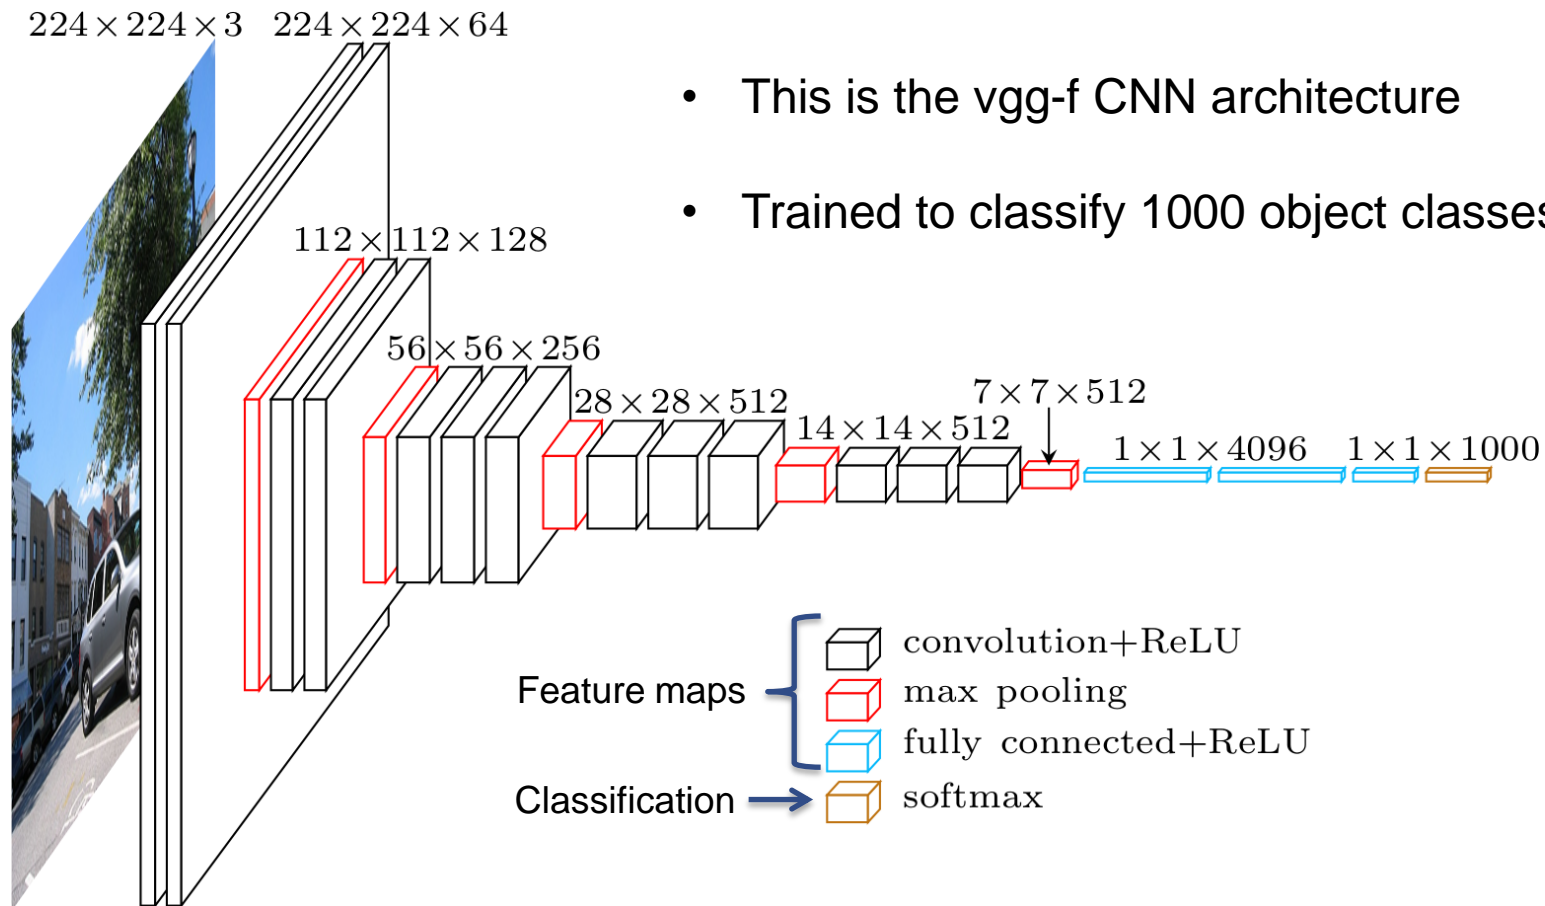 224×224×3
224×224×64
• This is the vgg-f CNN architecture
• Trained to classify 1000 object classes
112×112×128
56×56×256
28×28×512
14×14×512
7×7×512
1×1×4096
1×1×1000
Feature maps
convolution+ReLU
max pooling
fully connected+ReLU
Classification
softmax